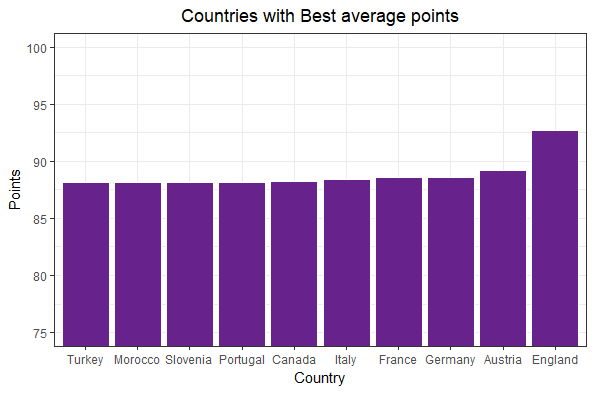 Countries with Best average points
100
95
90
85
80
75
Points
Turkey Morocco Slovenia Portugal Canada Italy France Germany Austria England
Country